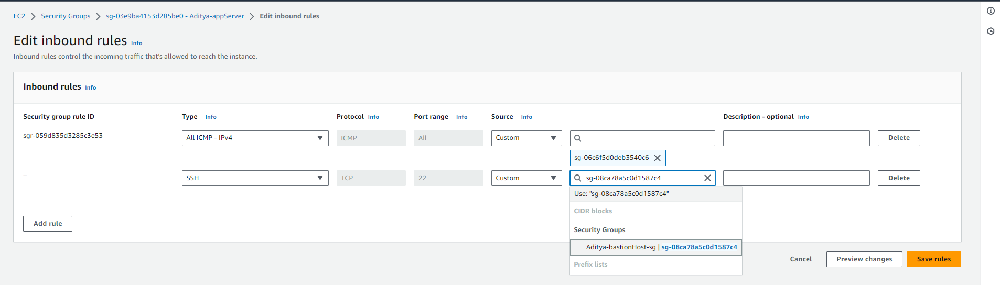 EC2 > Security Groups > sg-03e9ba4153d285be0 - Aditya-appServer > Edit inbound rules
Edit inbound rules Info
Inbound rules control the incoming traffic that's allowed to reach the instance.
Inbound rules Info
Security group rule ID Type Info Protocol Info Port range Info Source Info Description - optional Info
sgr-059d835d3285c3e53 All ICMP - IPv4 ICMP All Custom Delete
sg-06c6f5d0deb3540c6
– SSH TCP 22 Custom sg-08ca78a5c0d1587c4 Delete
Use: "sg-08ca78a5c0d1587c4"
CIDR blocks
Add rule
Security Groups
Aditya-bastionHost-sg | sg-08ca78a5c0d1587c4
Prefix lists
Cancel Preview changes Save rules